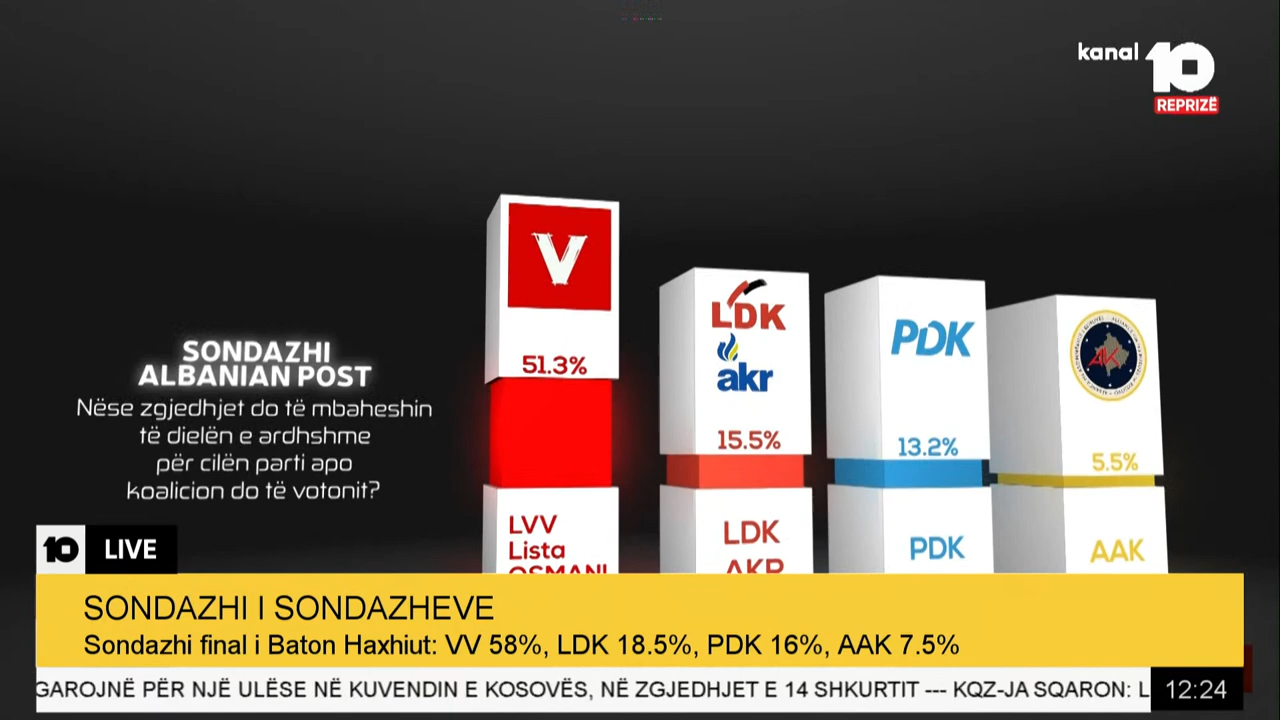 kanal 10
REPRIZË
V
51.3%
LDK
akr
15.5%
PDK
13.2%
AK
5.5%
SONDAZHI
ALBANIAN POST
Nëse zgjedhjet do të mbaheshin
të dielën e ardhshme
për cilën parti apo
koalicion do të votonit?
LVV
Lista
OSMANI
LDK
AKR
PDK
AAK
10 LIVE
SONDAZHI I SONDAZHEVE
Sondazhi final i Baton Haxhiut: VV 58%, LDK 18.5%, PDK 16%, AAK 7.5%
GAROJNË PËR NJË ULËSE NË KUVENDIN E KOSOVËS, NË ZGJEDHJET E 14 SHKURTIT --- KQZ-JA SQARON: L
12:24